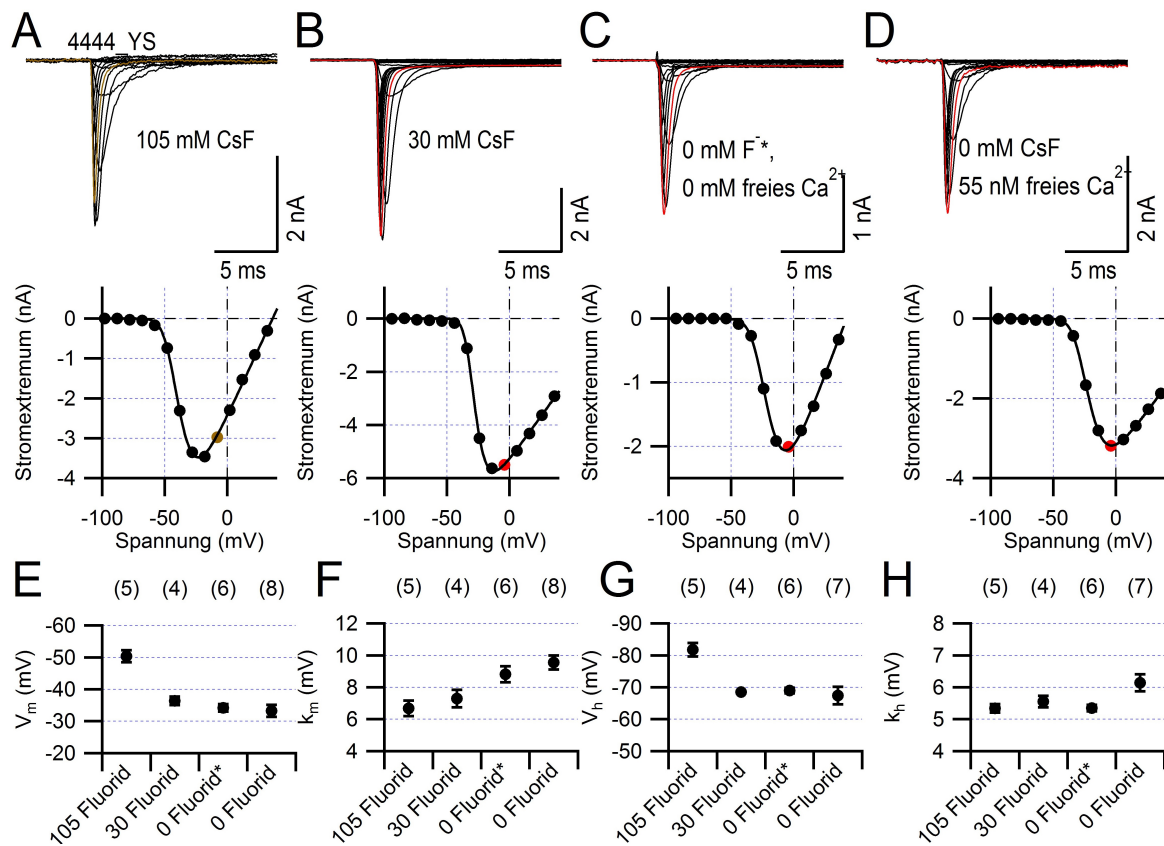 A
4444_YS
105 mM CsF
2 nA
5 ms
B
30 mM CsF
2 nA
5 ms
C
0 mM F⁻*,
0 mM freies Ca²⁺
1 nA
5 ms
D
0 mM CsF
55 nM freies Ca²⁺
2 nA
5 ms
Stromextremum (nA)
0
-1
-2
-3
-4
-100 -50 0
Spannung (mV)
Stromextremum (nA)
0
-2
-4
-6
-100 -50 0
Spannung (mV)
Stromextremum (nA)
0
-1
-2
-100 -50 0
Spannung (mV)
Stromextremum (nA)
0
-2
-4
-100 -50 0
Spannung (mV)
E
(5) (4) (6) (8)
Vm (mV)
-60
-50
-40
-30
-20
105 Fluorid
30 Fluorid
0 Fluorid*
0 Fluorid
F
(5) (4) (6) (8)
km (mV)
12
10
8
6
4
105 Fluorid
30 Fluorid
0 Fluorid*
0 Fluorid
G
(5) (4) (6) (7)
Vh (mV)
-90
-80
-70
-60
-50
105 Fluorid
30 Fluorid
0 Fluorid*
0 Fluorid
H
(5) (4) (6) (7)
kh (mV)
8
7
6
5
4
105 Fluorid
30 Fluorid
0 Fluorid*
0 Fluorid